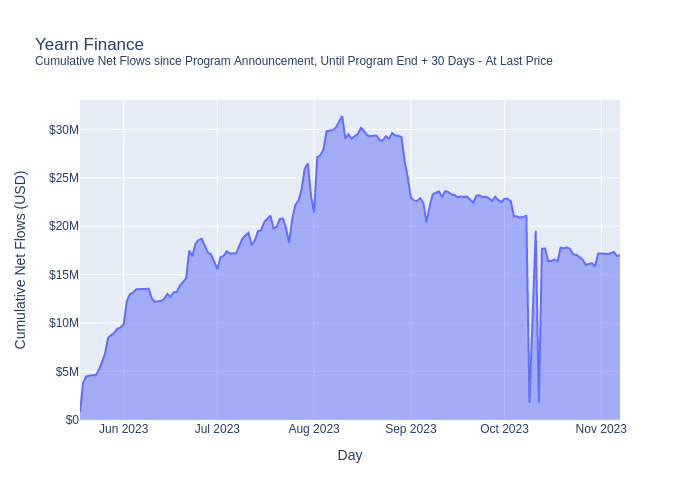 Yearn Finance
Cumulative Net Flows since Program Announcement, Until Program End + 30 Days - At Last Price
Cumulative Net Flows (USD)
$30M
$25M
$20M
$15M
$10M
$5M
$0
Jun 2023 Jul 2023 Aug 2023 Sep 2023 Oct 2023 Nov 2023
Day